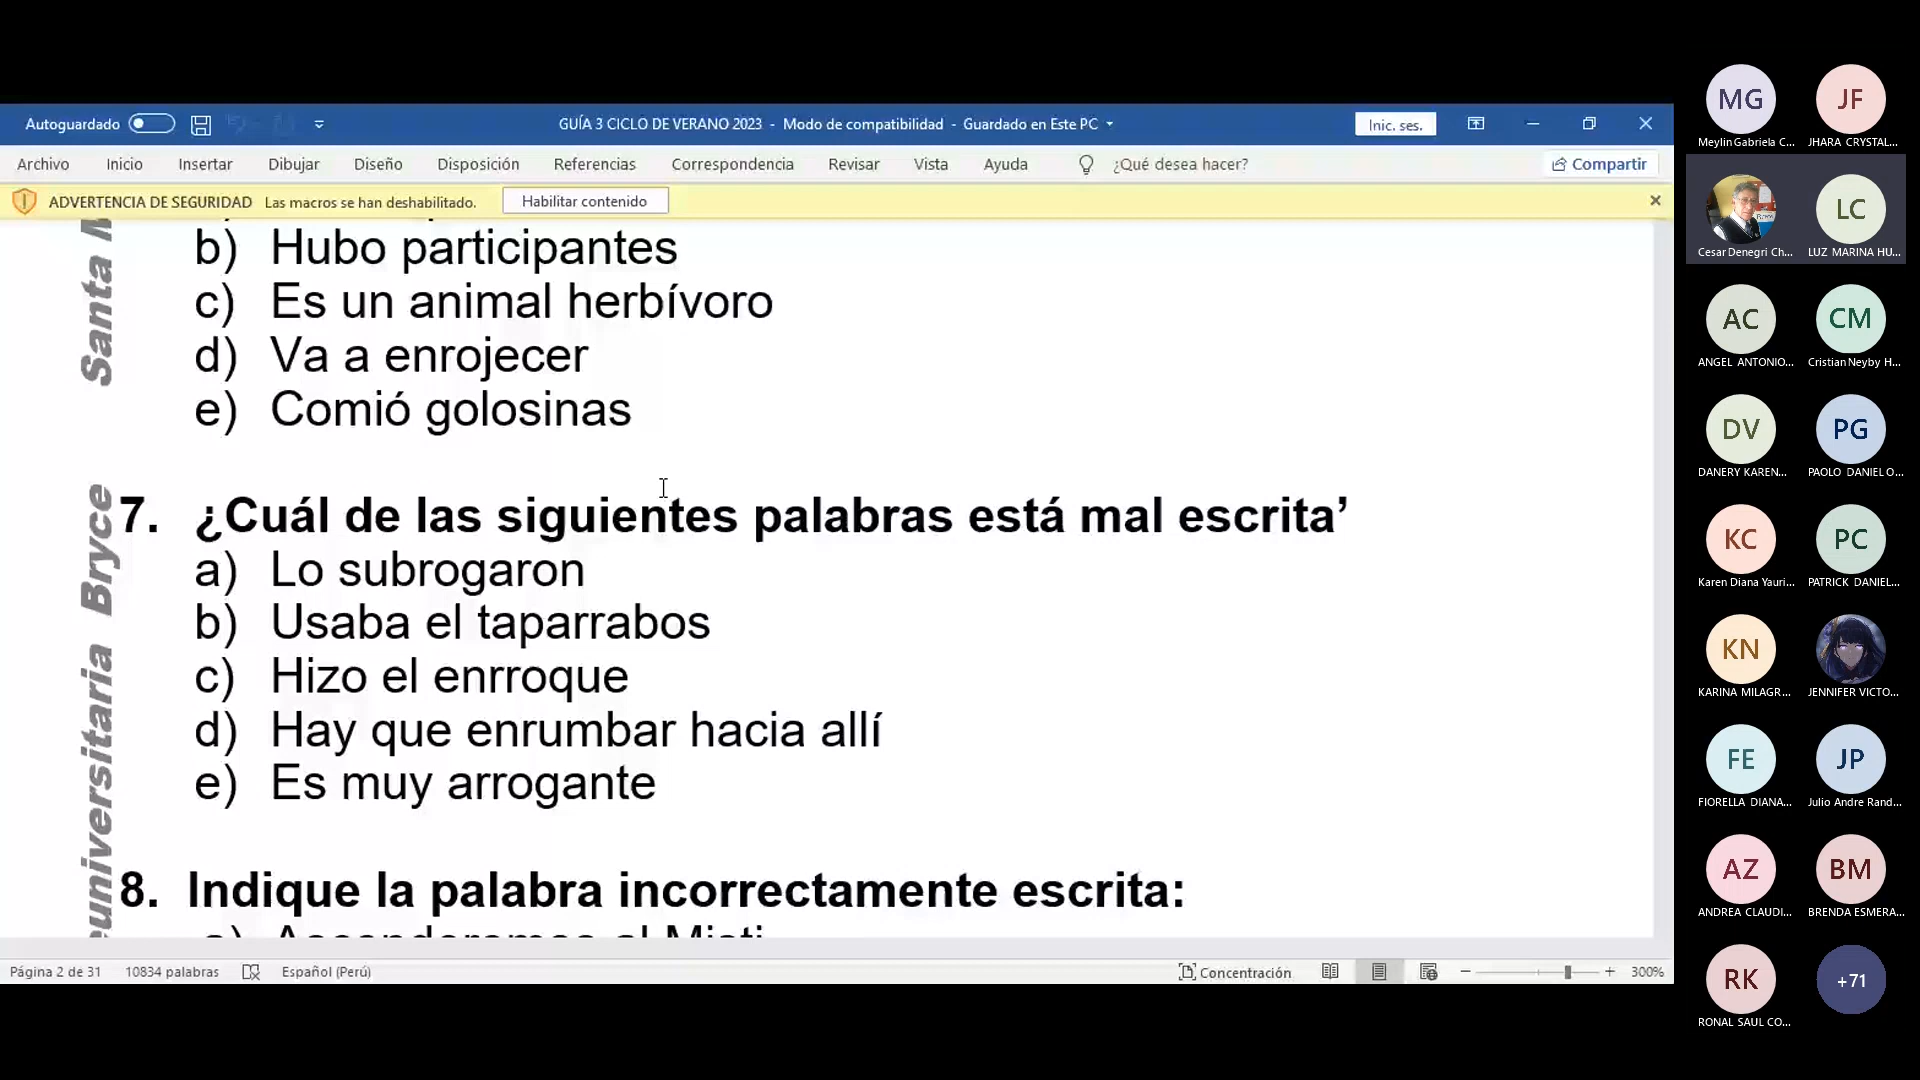 Autoguardado
GUÍA 3 CICLO DE VERANO 2023 - Modo de compatibilidad - Guardado en Este PC
Inic. ses.
Archivo Inicio Insertar Dibujar Diseño Disposición Referencias Correspondencia Revisar Vista Ayuda ¿Qué desea hacer? Compartir
ADVERTENCIA DE SEGURIDAD Las macros se han deshabilitado. Habilitar contenido
b) Hubo participantes
c) Es un animal herbívoro
d) Va a enrojecer
e) Comió golosinas
7. ¿Cuál de las siguientes palabras está mal escrita’
a) Lo subrogaron
b) Usaba el taparrabos
c) Hizo el enrroque
d) Hay que enrumbar hacia allí
e) Es muy arrogante
8. Indique la palabra incorrectamente escrita:
a) Ascenderemos al Misti
euniversitaria Bryce Santa M
Página 2 de 31 10834 palabras Español (Perú) Concentración 300%
MG JF
Meylin Gabriela C... JHARA CRYSTAL...
LC
Cesar Denegri Ch... LUZ MARINA HU...
AC CM
ANGEL ANTONIO... Cristian Neyby H...
DV PG
DANERY KAREN... PAOLO DANIEL O...
KC PC
Karen Diana Yauri... PATRICK DANIEL...
KN
KARINA MILAGR... JENNIFER VICTO...
FE JP
FIORELLA DIANA... Julio Andre Rand...
AZ BM
ANDREA CLAUDI... BRENDA ESMERA...
RK +71
RONAL SAUL CO...